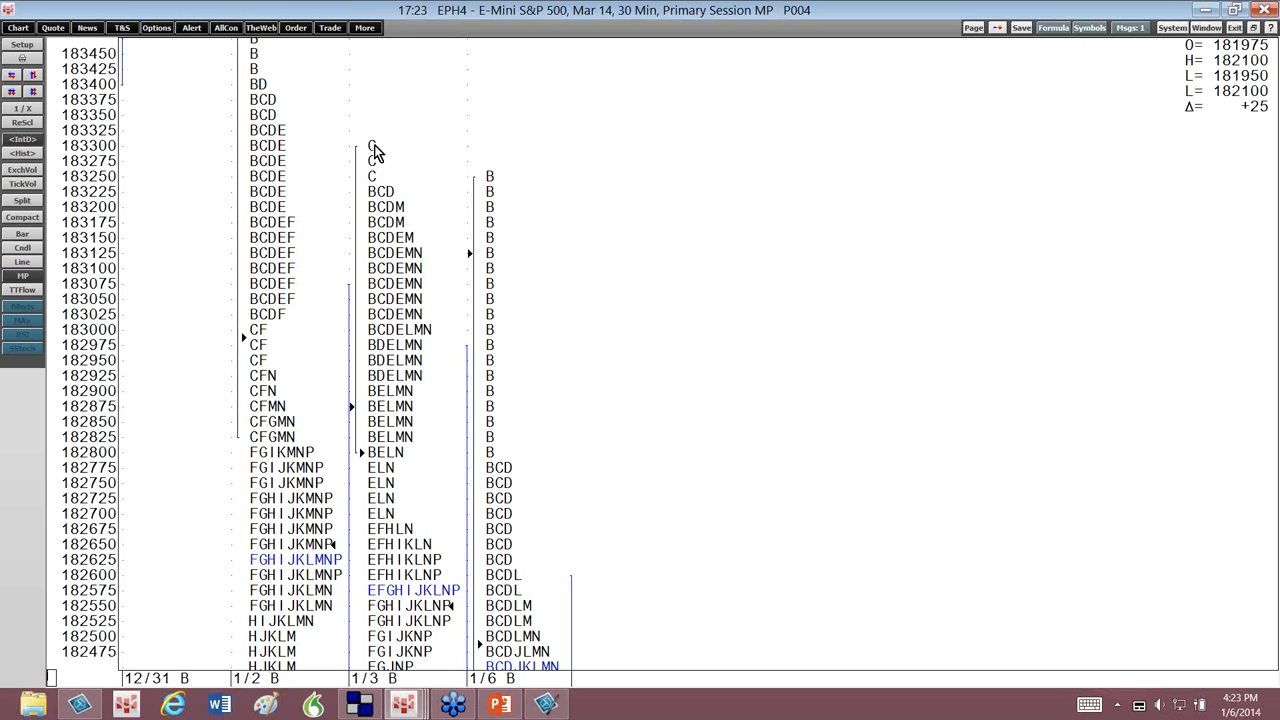 17:23 EPH4 - E-Mini S&P 500, Mar 14, 30 Min, Primary Session MP P004
Chart Quote News T&S Options Alert AllCon TheWeb Order Trade More Page Save Formula Symbols Msgs: 1 System Window Exit ?
Setup
1 / X
ReScl
<IntD>
<Hist>
ExchVol
TickVol
Split
Compact
Bar
Cndl
Line
MP
TTFlow
MAs
RSI
SStoch
O= 181975
H= 182100
L= 181950
L= 182100
Δ= +25
B
183450 B
183425 B
183400 BD
183375 BCD
183350 BCD
183325 BCDE
183300 BCDE C
183275 BCDE C
183250 BCDE C B
183225 BCDE BCD B
183200 BCDE BCDM B
183175 BCDEF BCDM B
183150 BCDEF BCDEM B
183125 BCDEF BCDEMN B
183100 BCDEF BCDEMN B
183075 BCDEF BCDEMN B
183050 BCDEF BCDEMN B
183025 BCDF BCDEMN B
183000 CF BCDELMN B
182975 CF BDELMN B
182950 CF BDELMN B
182925 CFN BDELMN B
182900 CFN BELMN B
182875 CFMN BELMN B
182850 CFGMN BELMN B
182825 CFGMN BELMN B
182800 FGIKMNP BELN B
182775 FGIJKMNP ELN BCD
182750 FGIJKMNP ELN BCD
182725 FGHIJKMNP ELN BCD
182700 FGHIJKMNP ELN BCD
182675 FGHIJKMNP EFHLN BCD
182650 FGHIJKMNP EFHIKLN BCD
182625 FGHIJKLMNP EFHIKLNP BCD
182600 FGHIJKLMNP EFHIKLNP BCDL
182575 FGHIJKLMN EFGHIJKLNP BCDL
182550 FGHIJKLMN FGHIJKLNP BCDLM
182525 HIJKLMN FGHIJKLNP BCDLM
182500 HJKLM FGIJKNP BCDLMN
182475 HJKLM FGIJKNP BCDJLMN
HJKLM FGJNP BCDJKLMN
12/31 B 1/2 B 1/3 B 1/6 B
4:23 PM
1/6/2014